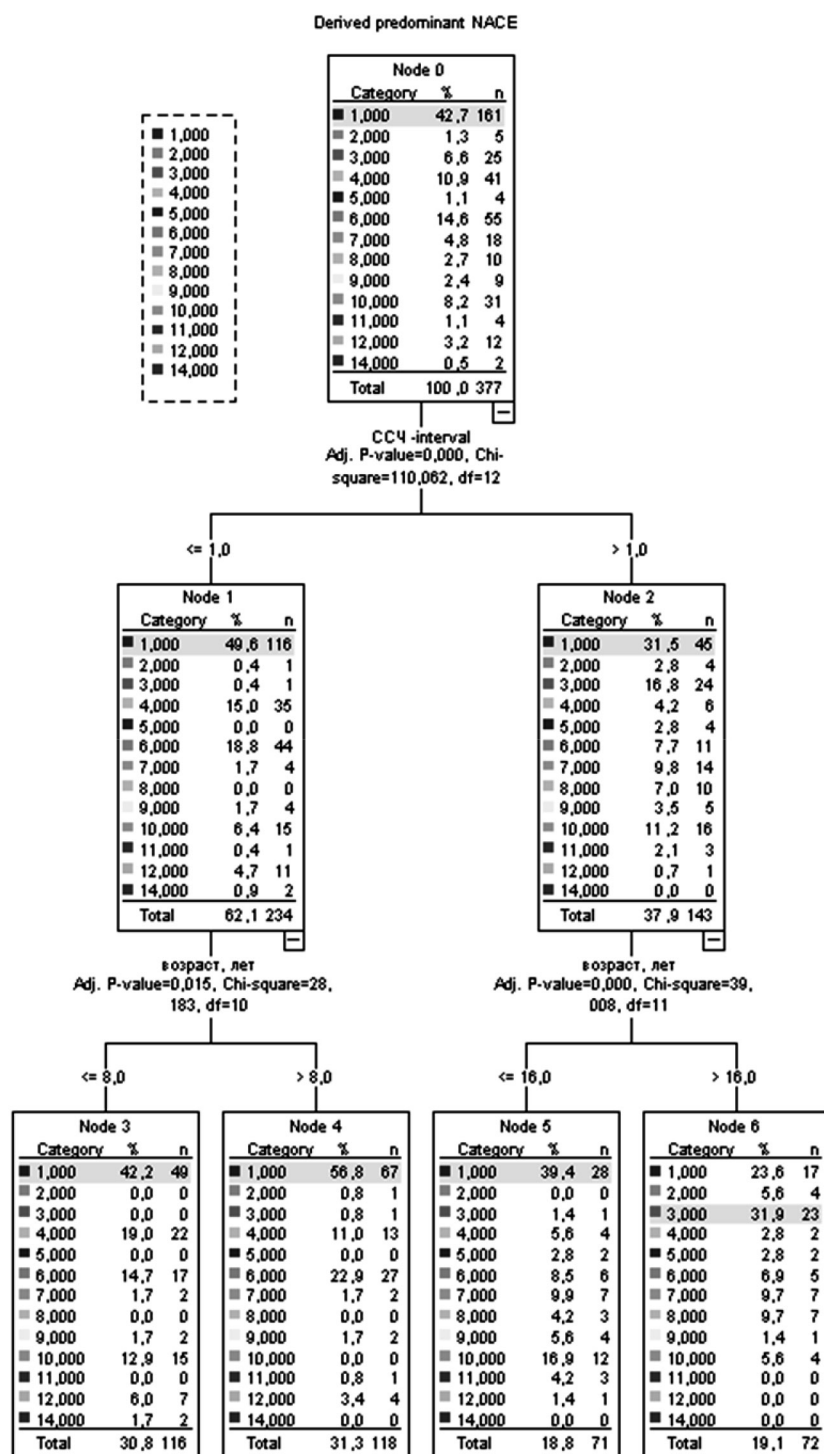 Derived predominant NACE
1,000
2,000
3,000
4,000
5,000
6,000
7,000
8,000
9,000
10,000
11,000
12,000
14,000
Node 0
Category % n
1,000 42,7 161
2,000 1,3 5
3,000 6,6 25
4,000 10,9 41
5,000 1,1 4
6,000 14,6 55
7,000 4,8 18
8,000 2,7 10
9,000 2,4 9
10,000 8,2 31
11,000 1,1 4
12,000 3,2 12
14,000 0,5 2
Total 100,0 377
ССЧ -interval
Adj. P-value=0,000, Chi-
square=110,062, df=12
<= 1,0
> 1,0
Node 1
Category % n
1,000 49,6 116
2,000 0,4 1
3,000 0,4 1
4,000 15,0 35
5,000 0,0 0
6,000 18,8 44
7,000 1,7 4
8,000 0,0 0
9,000 1,7 4
10,000 6,4 15
11,000 0,4 1
12,000 4,7 11
14,000 0,9 2
Total 62,1 234
Node 2
Category % n
1,000 31,5 45
2,000 2,8 4
3,000 16,8 24
4,000 4,2 6
5,000 2,8 4
6,000 7,7 11
7,000 9,8 14
8,000 7,0 10
9,000 3,5 5
10,000 11,2 16
11,000 2,1 3
12,000 0,7 1
14,000 0,0 0
Total 37,9 143
возраст, лет
Adj. P-value=0,015, Chi-square=28,
183, df=10
возраст, лет
Adj. P-value=0,000, Chi-square=39,
008, df=11
<= 8,0
> 8,0
<= 16,0
> 16,0
Node 3
Category % n
1,000 42,2 49
2,000 0,0 0
3,000 0,0 0
4,000 19,0 22
5,000 0,0 0
6,000 14,7 17
7,000 1,7 2
8,000 0,0 0
9,000 1,7 2
10,000 12,9 15
11,000 0,0 0
12,000 6,0 7
14,000 1,7 2
Total 30,8 116
Node 4
Category % n
1,000 56,8 67
2,000 0,8 1
3,000 0,8 1
4,000 11,0 13
5,000 0,0 0
6,000 22,9 27
7,000 1,7 2
8,000 0,0 0
9,000 1,7 2
10,000 0,0 0
11,000 0,8 1
12,000 3,4 4
14,000 0,0 0
Total 31,3 118
Node 5
Category % n
1,000 39,4 28
2,000 0,0 0
3,000 1,4 1
4,000 5,6 4
5,000 2,8 2
6,000 8,5 6
7,000 9,9 7
8,000 4,2 3
9,000 5,6 4
10,000 16,9 12
11,000 4,2 3
12,000 1,4 1
14,000 0,0 0
Total 18,8 71
Node 6
Category % n
1,000 23,6 17
2,000 5,6 4
3,000 31,9 23
4,000 2,8 2
5,000 2,8 2
6,000 6,9 5
7,000 9,7 7
8,000 9,7 7
9,000 1,4 1
10,000 5,6 4
11,000 0,0 0
12,000 0,0 0
14,000 0,0 0
Total 19,1 72